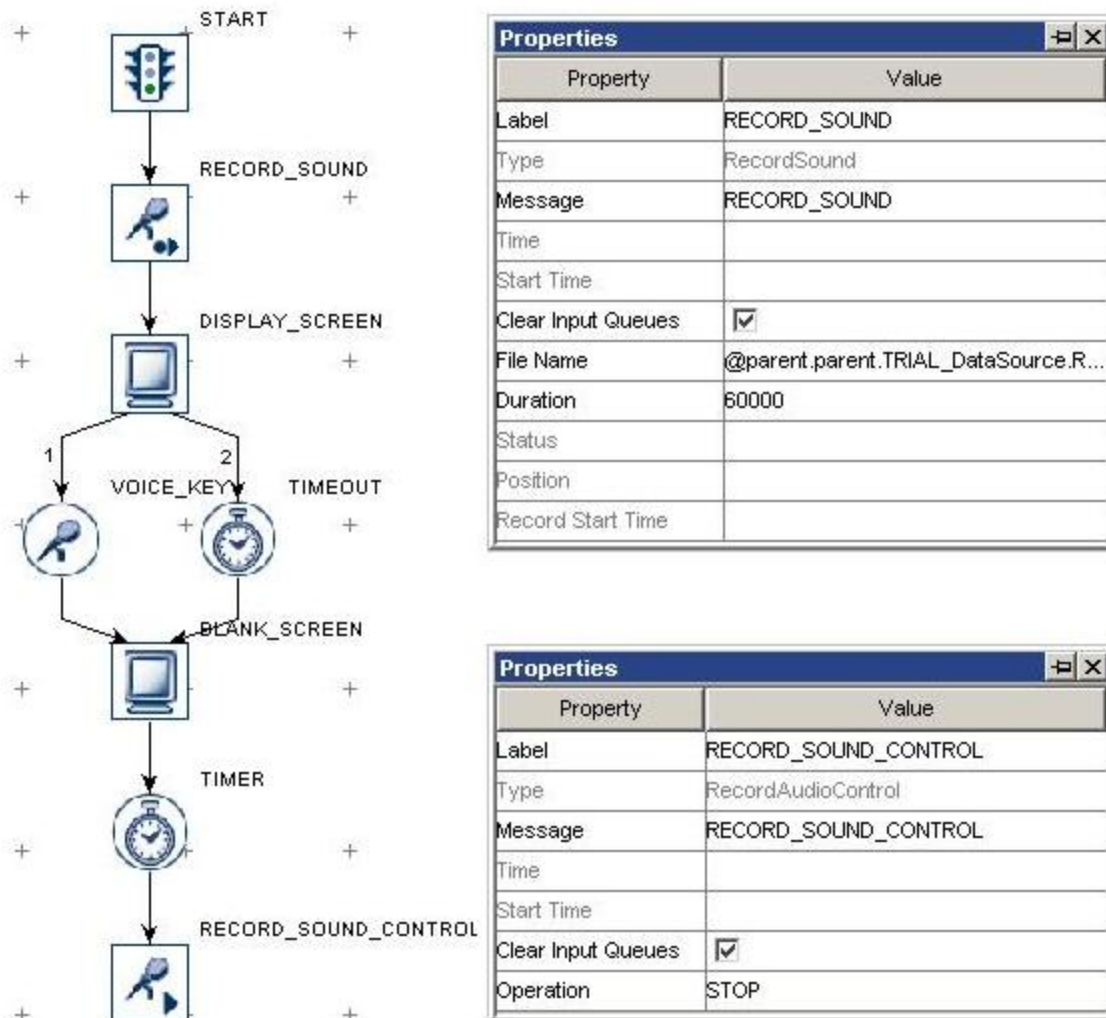 START
RECORD_SOUND
DISPLAY_SCREEN
1
2
VOICE_KEY
TIMEOUT
BLANK_SCREEN
TIMER
RECORD_SOUND_CONTROL
Properties
Property Value
Label RECORD_SOUND
Type RecordSound
Message RECORD_SOUND
Time
Start Time
Clear Input Queues
File Name @parent.parent.TRIAL_DataSource.R...
Duration 60000
Status
Position
Record Start Time
Properties
Property Value
Label RECORD_SOUND_CONTROL
Type RecordAudioControl
Message RECORD_SOUND_CONTROL
Time
Start Time
Clear Input Queues
Operation STOP